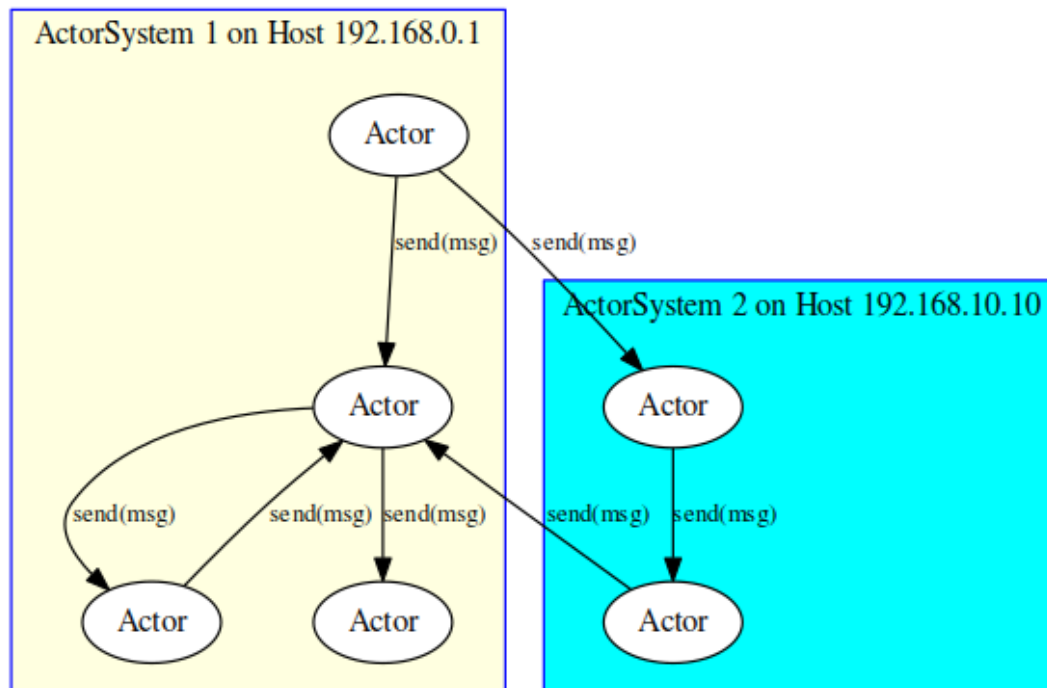 ActorSystem 1 on Host 192.168.0.1
Actor
send(msg)
send(msg)
ActorSystem 2 on Host 192.168.10.10
Actor
Actor
send(msg)
send(msg)
send(msg)
send(msg)
send(msg)
Actor
Actor
Actor